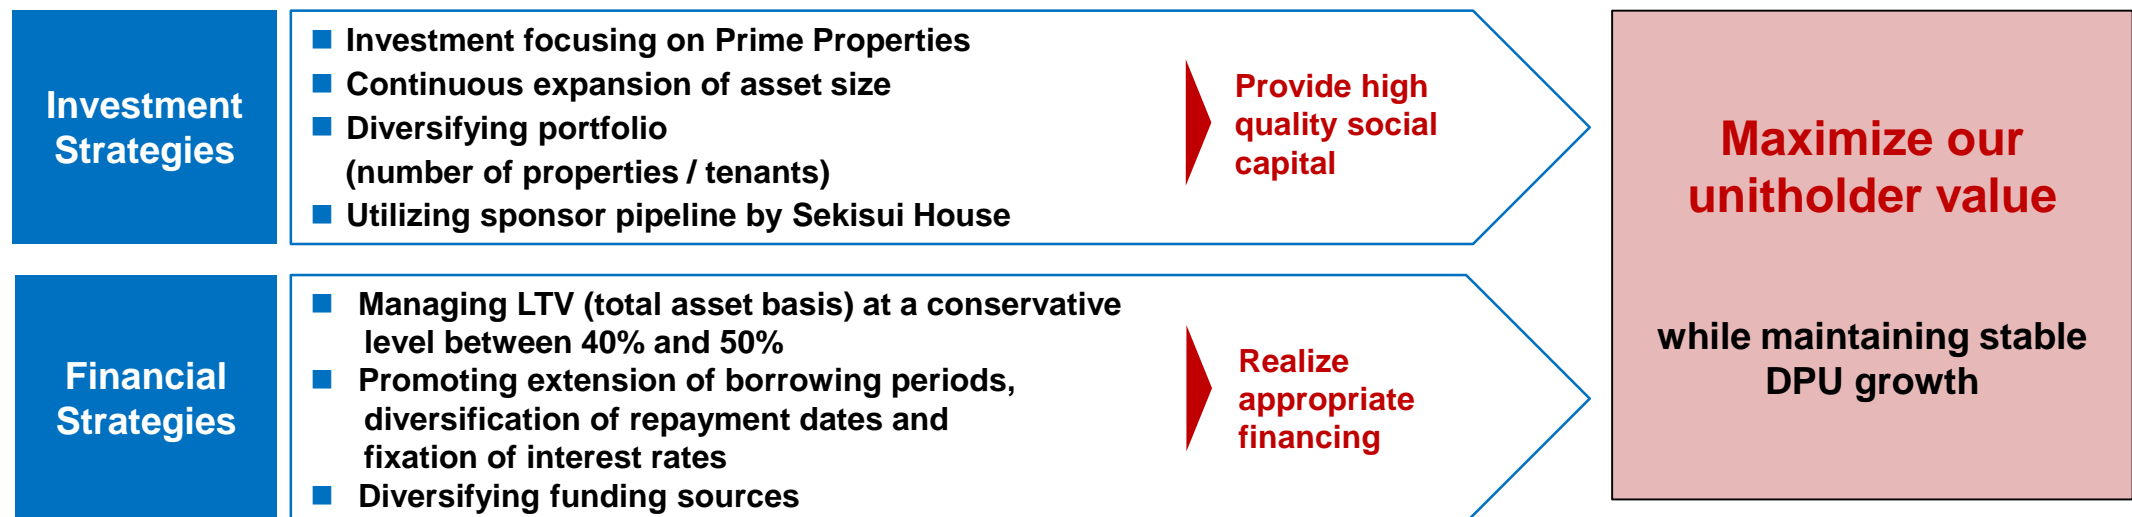 Investment
Strategies
■ Investment focusing on Prime Properties
■ Continuous expansion of asset size
■ Diversifying portfolio
(number of properties / tenants)
■ Utilizing sponsor pipeline by Sekisui House
Provide high
quality social
capital
Financial
Strategies
■ Managing LTV (total asset basis) at a conservative
level between 40% and 50%
■ Promoting extension of borrowing periods,
diversification of repayment dates and
fixation of interest rates
■ Diversifying funding sources
Realize
appropriate
financing
Maximize our
unitholder value
while maintaining stable
DPU growth